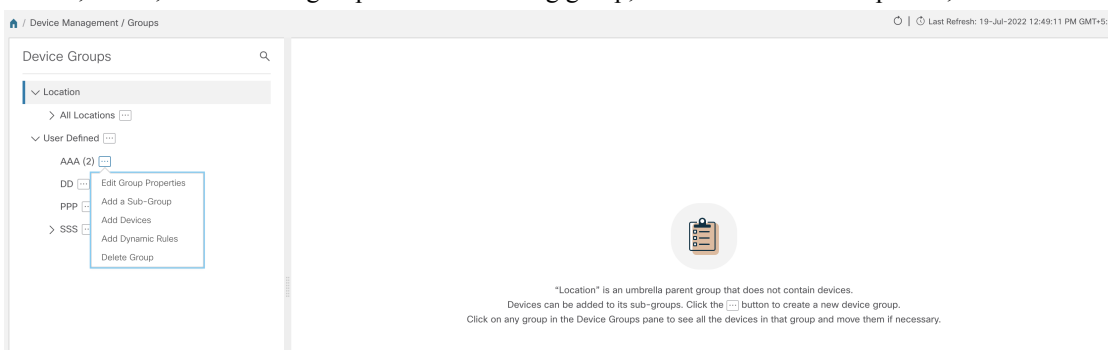 / Device Management / Groups
Last Refresh: 19-Jul-2022 12:49:11 PM GMT+5:
Device Groups
Location
All Locations
User Defined
AAA (2)
DD
PPP
SSS
Edit Group Properties
Add a Sub-Group
Add Devices
Add Dynamic Rules
Delete Group
"Location" is an umbrella parent group that does not contain devices.
Devices can be added to its sub-groups. Click the ... button to create a new device group.
Click on any group in the Device Groups pane to see all the devices in that group and move them if necessary.